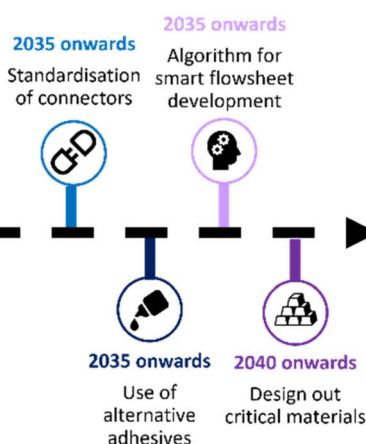 2035 onwards
Standardisation
of connectors
2035 onwards
Algorithm for
smart flowsheet
development
2035 onwards
Use of
alternative
adhesives
2040 onwards
Design out
critical materials